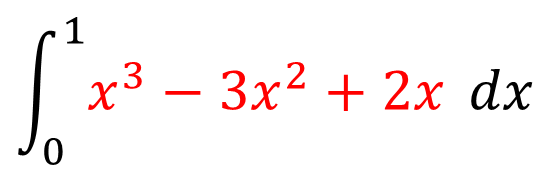 ∫₀¹ x³ − 3x² + 2x dx